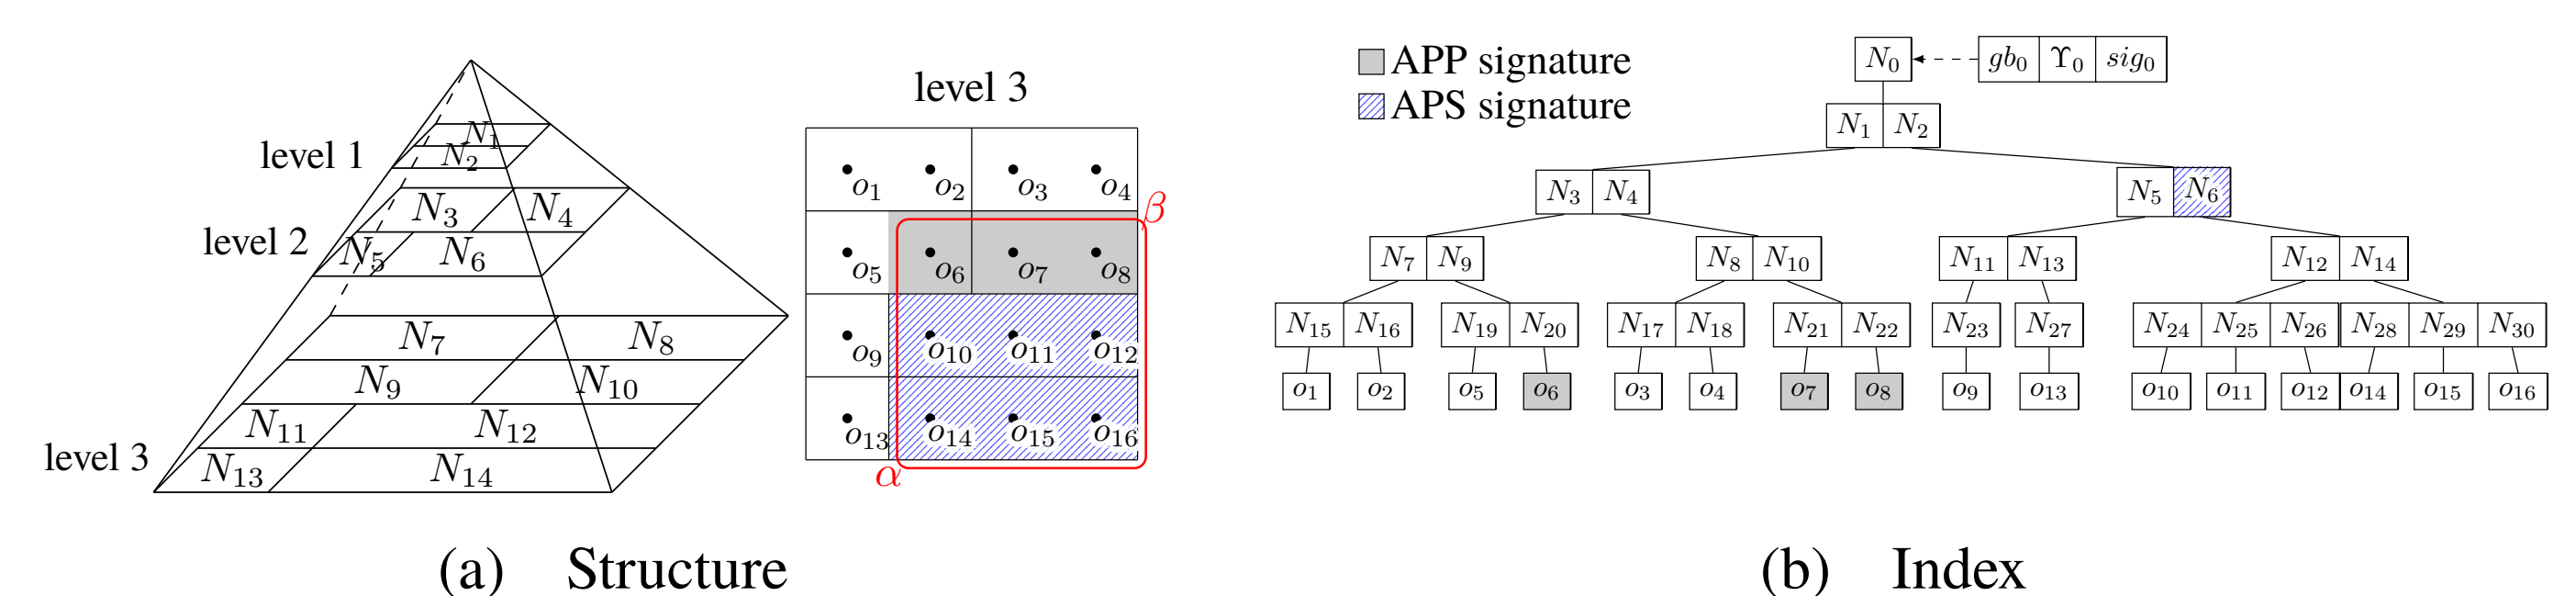 level 1
level 2
level 3
N1
N2
N3 N4
N5 N6
N7 N8
N9 N10
N11 N12
N13 N14
level 3
o1 o2 o3 o4
β
o5 o6 o7 o8
o9 o10 o11 o12
o13 o14 o15 o16
α
(a) Structure
APP signature
APS signature
N0 gb0 ϒ0 sig0
N1 N2
N3 N4 N5 N6
N7 N9 N8 N10 N11 N13 N12 N14
N15 N16 N19 N20 N17 N18 N21 N22 N23 N27 N24 N25 N26 N28 N29 N30
o1 o2 o5 o6 o3 o4 o7 o8 o9 o13 o10 o11 o12 o14 o15 o16
(b) Index